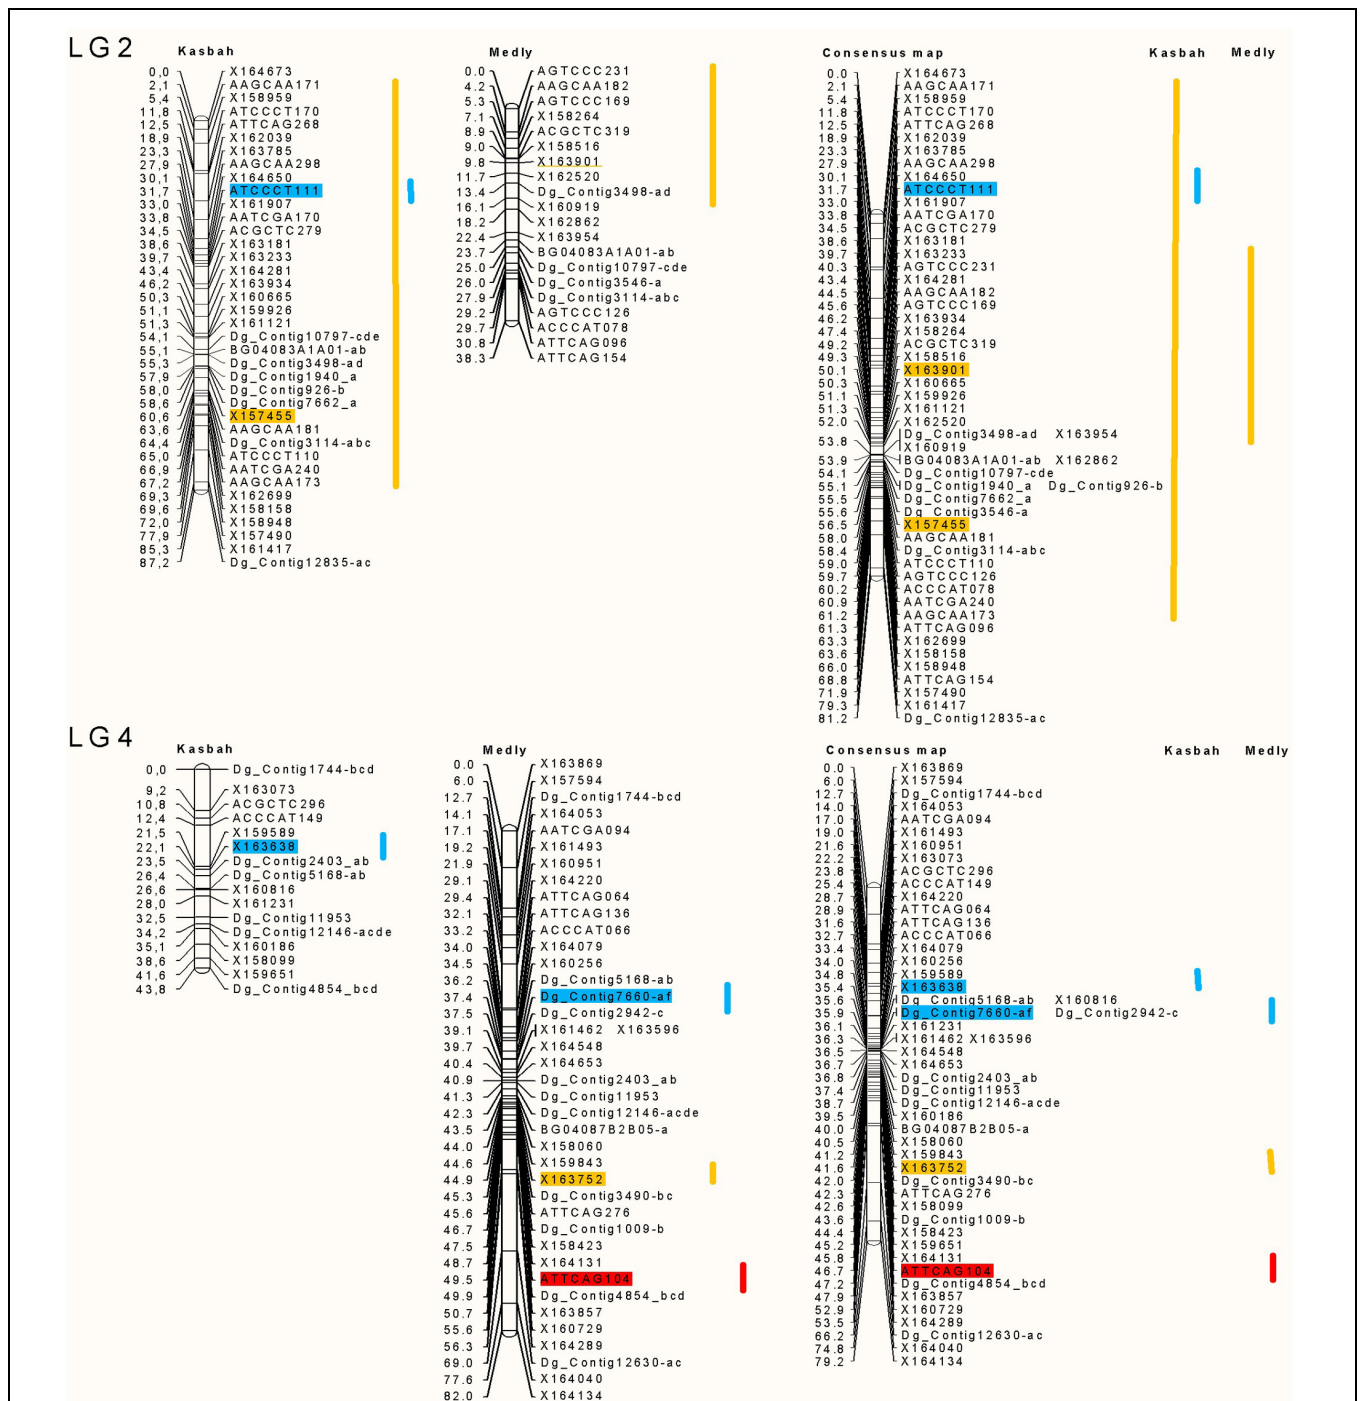 LG2
Kasbah
0,0 X164673
2,1 AAGCAA171
5,4 X158959
11,8 ATCCCT170
12,5 ATTCAG268
18,9 X162039
23,3 X163785
27,9 AAGCAA298
30,1 X164650
31,7 ATCCCT111
33,0 X161907
33,8 AATCGA170
34,5 ACGCTC279
38,6 X163181
39,7 X163233
43,4 X164281
46,2 X163934
50,3 X160665
51,1 X159926
51,3 X161121
54,1 Dg_Contig10797-cde
55,1 BG04083A1A01-ab
55,3 Dg_Contig3498-ad
57,9 Dg_Contig1940_a
58,0 Dg_Contig926-b
58,6 Dg_Contig7662_a
60,6 X157455
63,6 AAGCAA181
64,4 Dg_Contig3114-abc
65,0 ATCCCT110
66,9 AATCGA240
67,2 AAGCAA173
69,3 X162699
69,6 X158158
72,0 X158948
77,9 X157490
85,3 X161417
87,2 Dg_Contig12835-ac
Medly
0.0 AGTCCC231
4.2 AAGCAA182
5.3 AGTCCC169
7.1 X158264
8.9 ACGCTC319
9.0 X158516
9.8 X163901
11.7 X162520
13.4 Dg_Contig3498-ad
16.1 X160919
18.2 X162862
22.4 X163954
23.7 BG04083A1A01-ab
25.0 Dg_Contig10797-cde
26.0 Dg_Contig3546-a
27.9 Dg_Contig3114-abc
29.2 AGTCCC126
29.7 ACCCAT078
30.8 ATTCAG096
38.3 ATTCAG154
Consensus map Kasbah Medly
0.0 X164673
2.1 AAGCAA171
5.4 X158959
11.8 ATCCCT170
12.5 ATTCAG268
18.9 X162039
23.3 X163785
27.9 AAGCAA298
30.1 X164650
31.7 ATCCCT111
33.0 X161907
33.8 AATCGA170
34.5 ACGCTC279
38.6 X163181
39.7 X163233
40.3 AGTCCC231
43.4 X164281
44.5 AAGCAA182
45.6 AGTCCC169
46.2 X163934
47.4 X158264
49.2 ACGCTC319
49.3 X158516
50.1 X163901
50.3 X160665
51.1 X159926
51.3 X161121
52.0 X162520
53.8 Dg_Contig3498-ad X163954
X160919
53.9 BG04083A1A01-ab X162862
54.1 Dg_Contig10797-cde
55.1 Dg_Contig1940_a Dg_Contig926-b
55.5 Dg_Contig7662_a
55.6 Dg_Contig3546-a
56.5 X157455
58.0 AAGCAA181
58.4 Dg_Contig3114-abc
59.0 ATCCCT110
59.7 AGTCCC126
60.2 ACCCAT078
60.9 AATCGA240
61.2 AAGCAA173
61.3 ATTCAG096
63.3 X162699
63.6 X158158
66.0 X158948
68.8 ATTCAG154
71.9 X157490
79.3 X161417
81.2 Dg_Contig12835-ac
LG4
Kasbah
0,0 Dg_Contig1744-bcd
9,2 X163073
10,8 ACGCTC296
12,4 ACCCAT149
21,5 X159589
22,1 X163638
23,5 Dg_Contig2403_ab
26,4 Dg_Contig5168-ab
26,6 X160816
28,0 X161231
32,5 Dg_Contig11953
34,2 Dg_Contig12146-acde
35,1 X160186
38,6 X158099
41,6 X159651
43,8 Dg_Contig4854_bcd
Medly
0.0 X163869
6.0 X157594
12.7 Dg_Contig1744-bcd
14.1 X164053
17.1 AATCGA094
19.2 X161493
21.9 X160951
29.1 X164220
29.4 ATTCAG064
32.1 ATTCAG136
33.2 ACCCAT066
34.0 X164079
34.5 X160256
36.2 Dg_Contig5168-ab
37.4 Dg_Contig7660-af
37.5 Dg_Contig2942-c
39.1 X161462 X163596
39.7 X164548
40.4 X164653
40.9 Dg_Contig2403_ab
41.3 Dg_Contig11953
42.3 Dg_Contig12146-acde
43.5 BG04087B2B05-a
44.0 X158060
44.6 X159843
44.9 X163752
45.3 Dg_Contig3490-bc
45.6 ATTCAG276
46.7 Dg_Contig1009-b
47.5 X158423
48.7 X164131
49.5 ATTCAG104
49.9 Dg_Contig4854_bcd
50.7 X163857
55.6 X160729
56.3 X164289
69.0 Dg_Contig12630-ac
77.6 X164040
82.0 X164134
Consensus map Kasbah Medly
0.0 X163869
6.0 X157594
12.7 Dg_Contig1744-bcd
14.0 X164053
17.0 AATCGA094
19.0 X161493
21.6 X160951
22.2 X163073
23.8 ACGCTC296
25.4 ACCCAT149
28.7 X164220
28.9 ATTCAG064
31.6 ATTCAG136
32.7 ACCCAT066
33.4 X164079
34.0 X160256
34.8 X159589
35.4 X163638
35.6 Dg_Contig5168-ab X160816
35.9 Dg_Contig7660-af Dg_Contig2942-c
36.1 X161231
36.3 X161462 X163596
36.5 X164548
36.7 X164653
36.8 Dg_Contig2403_ab
37.4 Dg_Contig11953
38.7 Dg_Contig12146-acde
39.5 X160186
40.0 BG04087B2B05-a
40.5 X158060
41.2 X159843
41.6 X163752
42.0 Dg_Contig3490-bc
42.3 ATTCAG276
42.6 X158099
43.6 Dg_Contig1009-b
44.4 X158423
45.2 X159651
45.8 X164131
46.7 ATTCAG104
47.2 Dg_Contig4854_bcd
47.9 X163857
52.9 X160729
53.5 X164289
66.2 Dg_Contig12630-ac
74.8 X164040
79.2 X164134